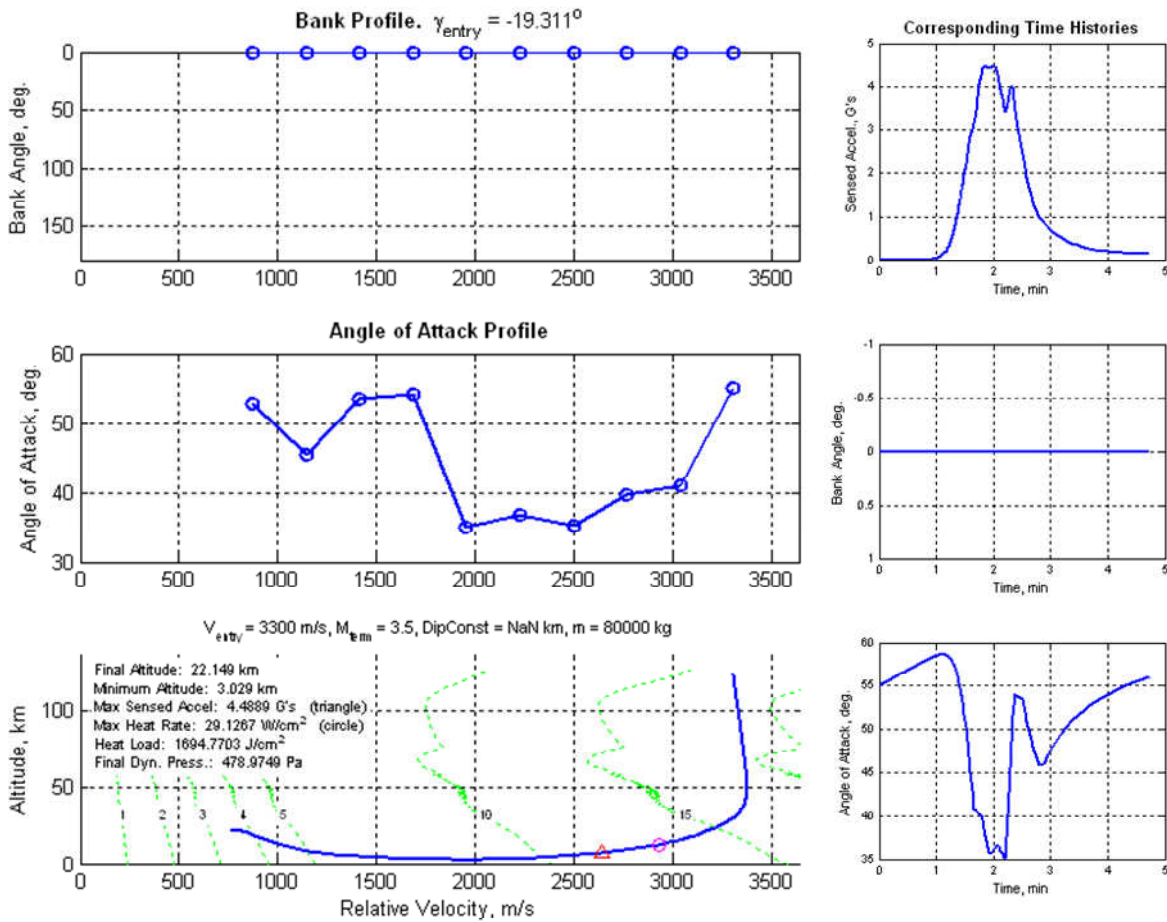 Bank Profile. γentry = -19.311º
Bank Angle, deg.
0
50
100
150
0 500 1000 1500 2000 2500 3000 3500
Angle of Attack Profile
Angle of Attack, deg.
60
50
40
30
0 500 1000 1500 2000 2500 3000 3500
Ventry = 3300 m/s, Mterm = 3.5, DipConst = NaN km, m = 80000 kg
Final Altitude: 22.149 km
Minimum Altitude: 3.029 km
Max Sensed Accel: 4.4889 G's (triangle)
Max Heat Rate: 29.1267 W/cm² (circle)
Heat Load: 1694.7703 J/cm²
Final Dyn. Press.: 478.9749 Pa
Altitude, km
100
50
0
1 2 3 4 5 10 15
0 500 1000 1500 2000 2500 3000 3500
Relative Velocity, m/s
Corresponding Time Histories
Sensed Accel., G's
5
4
3
2
1
0
0 1 2 3 4 5
Time, min
Bank Angle, deg.
-1
-0.5
0
0.5
1
0 1 2 3 4 5
Time, min
Angle of Attack, deg.
60
55
50
45
40
35
0 1 2 3 4 5
Time, min